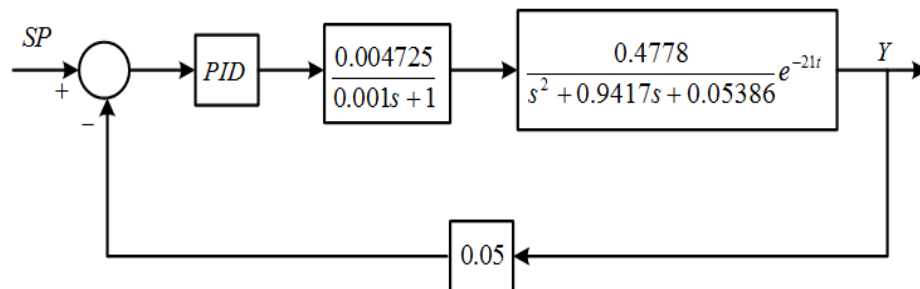 SP
+
−
PID
0.004725
0.001s + 1
0.4778
s² + 0.9417s + 0.05386
e⁻²¹ᵗ
Y
0.05